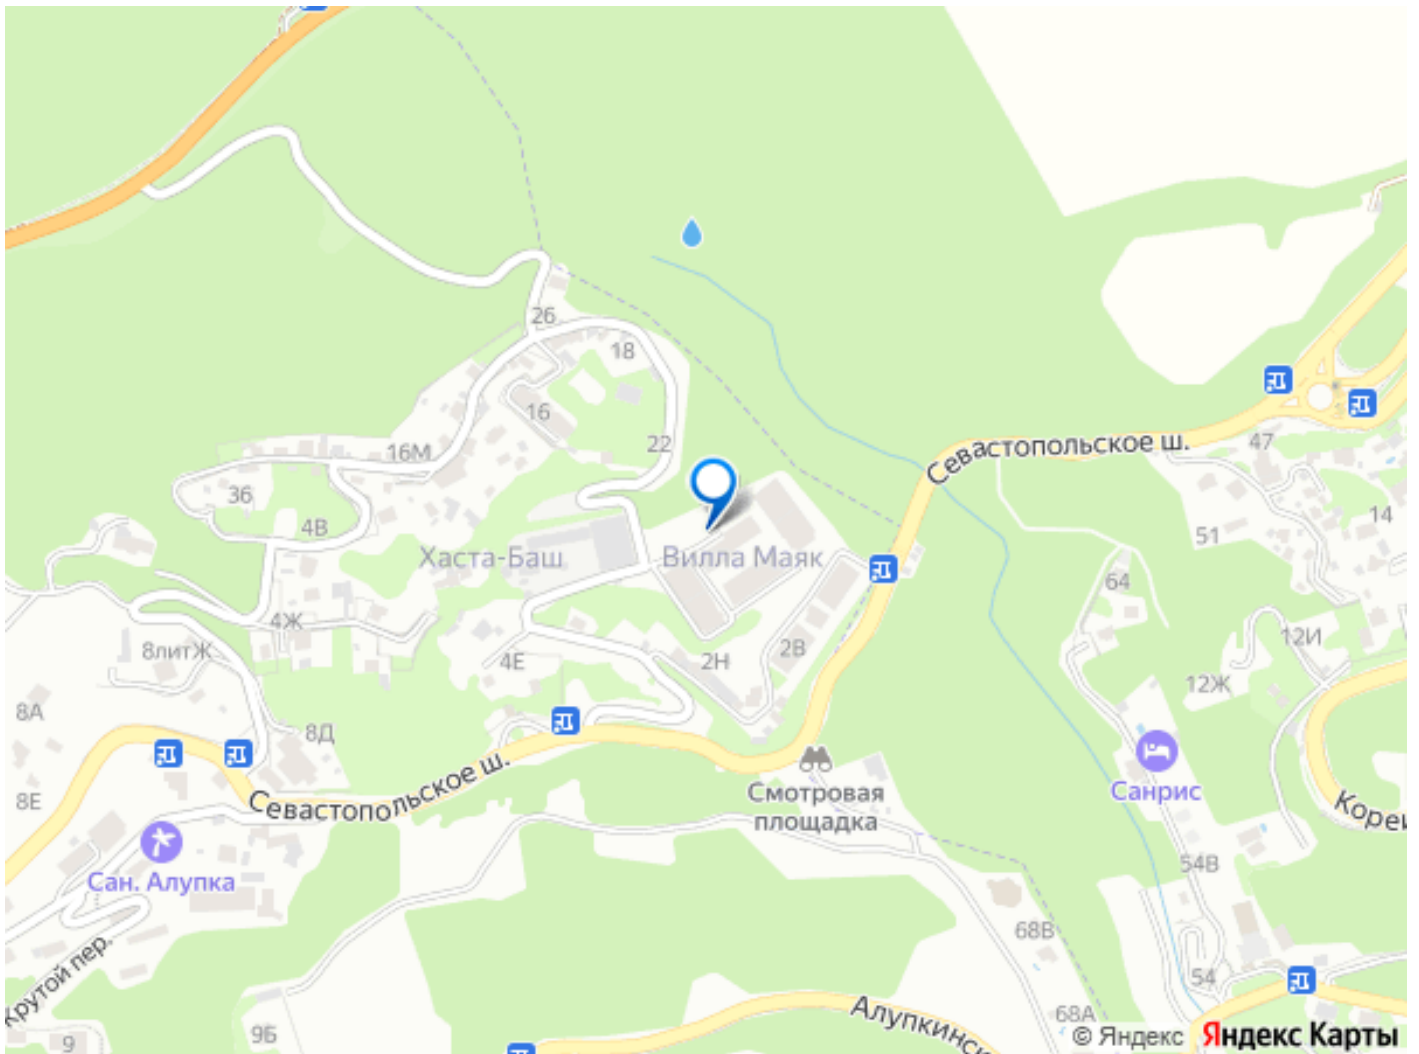 26
18
16
22
16М
36
4В
Хаста-Баш
Вилла Маяк
4Ж
8литЖ
4Е
2Н
2В
8А
8Д
8Е
Севастопольское ш.
47
51
14
64
12И
12Ж
Севастопольское ш.
Смотровая
площадка
Санрис
Сан. Алупка
Крутой пер.
54В
68В
54
9Б
9
68А
© Яндекс
Яндекс Карты